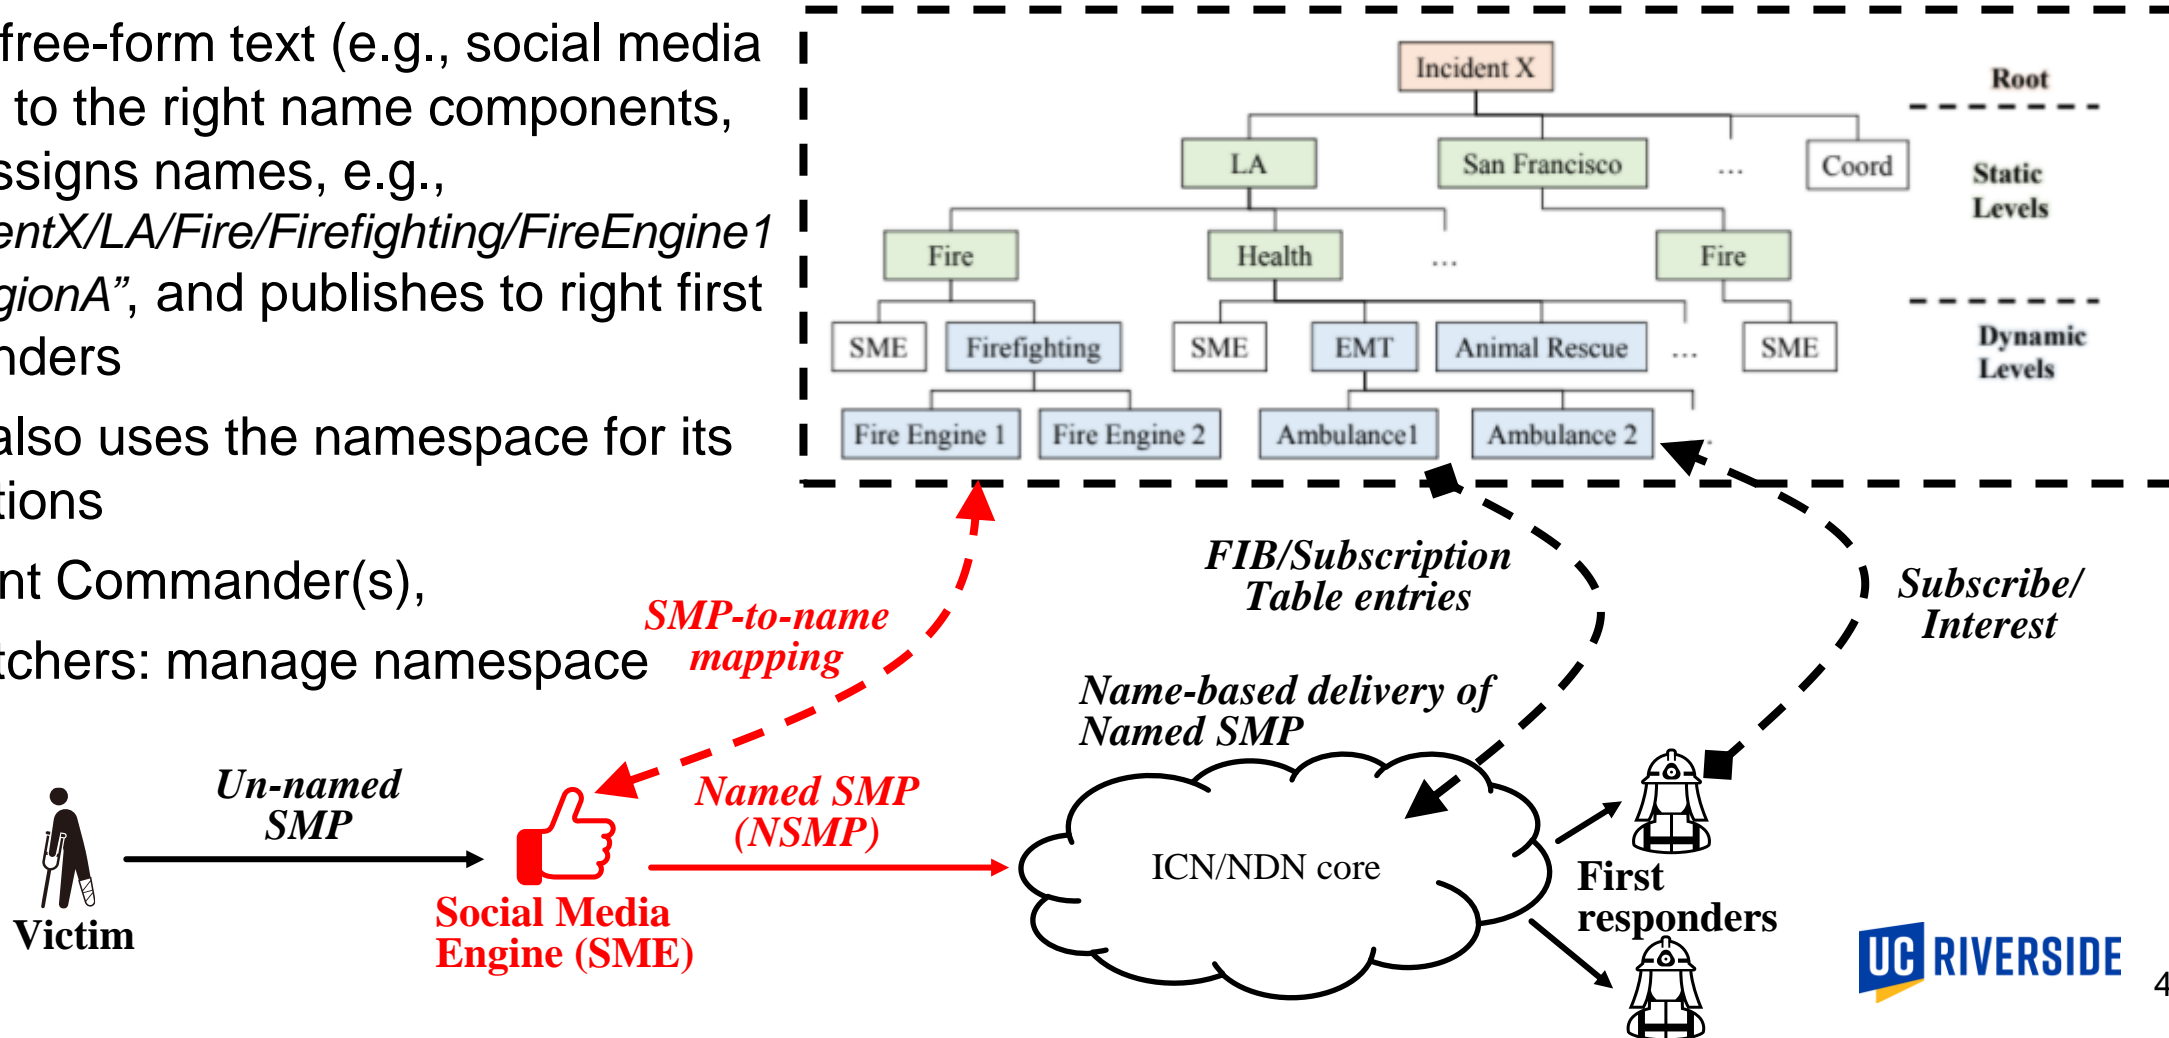 free-form text (e.g., social media
to the right name components,
ssigns names, e.g.,
entX/LA/Fire/Firefighting/FireEngine1
gionA”, and publishes to right first
nders
also uses the namespace for its
tions
nt Commander(s),
tchers: manage namespace
Incident X
Root
LA
San Francisco
...
Coord
Static
Levels
Fire
Health
...
Fire
SME
Firefighting
SME
EMT
Animal Rescue
...
SME
Dynamic
Levels
Fire Engine 1
Fire Engine 2
Ambulance1
Ambulance 2
FIB/Subscription
Table entries
Subscribe/
Interest
SMP-to-name
mapping
Name-based delivery of
Named SMP
Un-named
SMP
Named SMP
(NSMP)
ICN/NDN core
Victim
Social Media
Engine (SME)
First
responders
UC RIVERSIDE
4